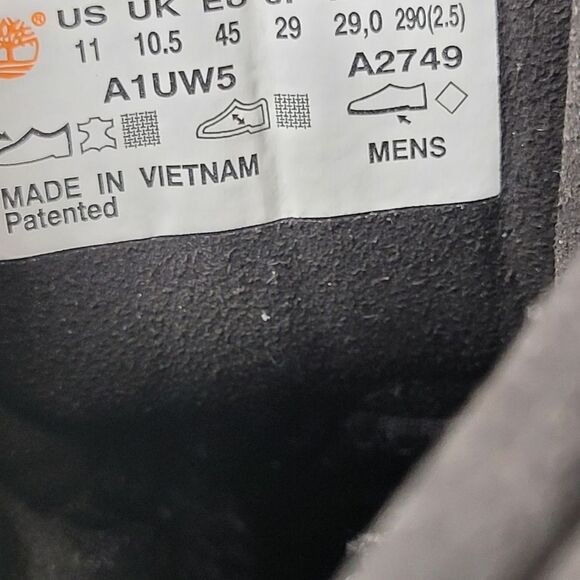 US UK EU
11 10.5 45 29 29,0 290(2.5)
A1UW5 A2749
MADE IN VIETNAM MENS
Patented